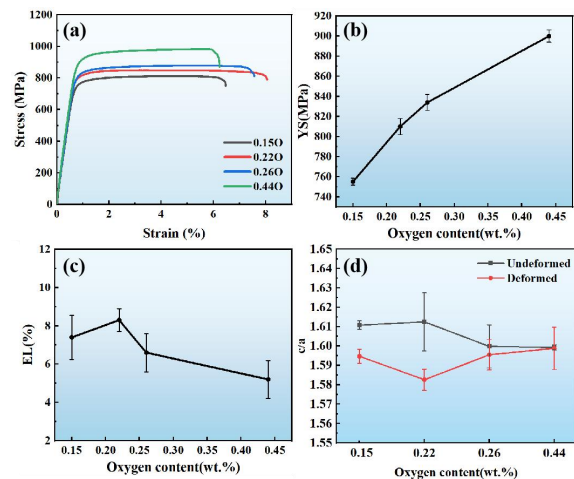 (a)
1200
1000
800
600
400
200
0
Stress (MPa)
0 2 4 6 8
Strain (%)
0.15O
0.22O
0.26O
0.44O
(b)
920
900
880
860
840
820
800
780
760
740
YS(MPa)
0.15 0.20 0.25 0.30 0.35 0.40 0.45
Oxygen content(wt.%)
(c)
12
10
8
6
4
2
EL(%)
0.15 0.20 0.25 0.30 0.35 0.40 0.45
Oxygen content(wt.%)
(d)
Undeformed
Deformed
1.65
1.64
1.63
1.62
1.61
1.60
1.59
1.58
1.57
1.56
1.55
c/a
0.15 0.22 0.26 0.44
Oxygen content(wt.%)